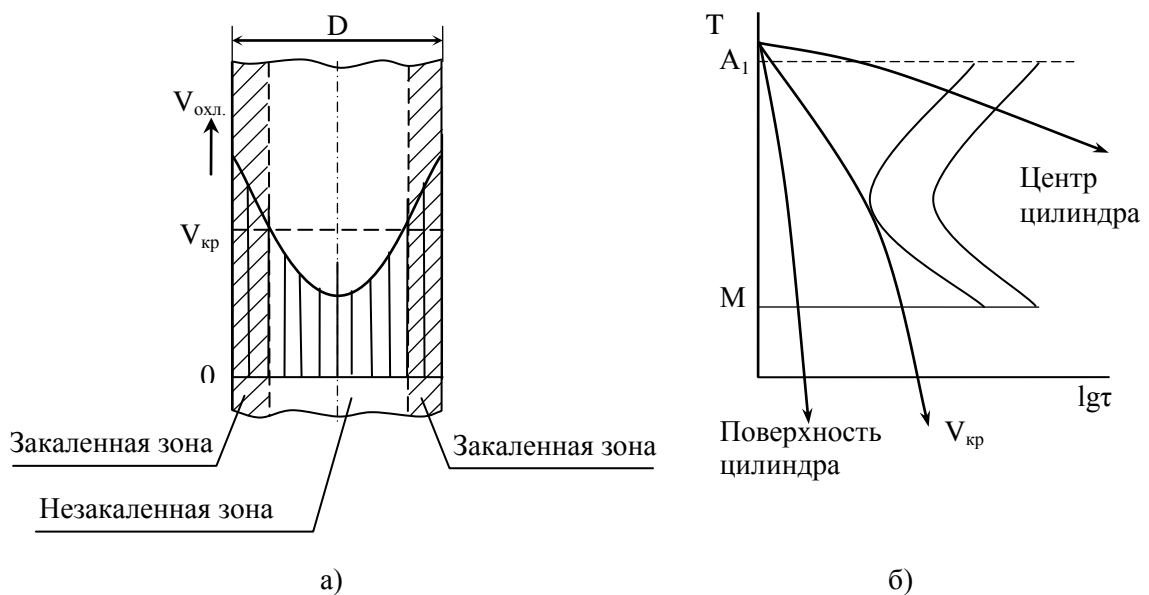 D
V охл.
V кр
0
Закаленная зона
Закаленная зона
Незакаленная зона
а)
T
A1
M
Центр
цилиндра
lgτ
Поверхность
цилиндра
V кр
б)